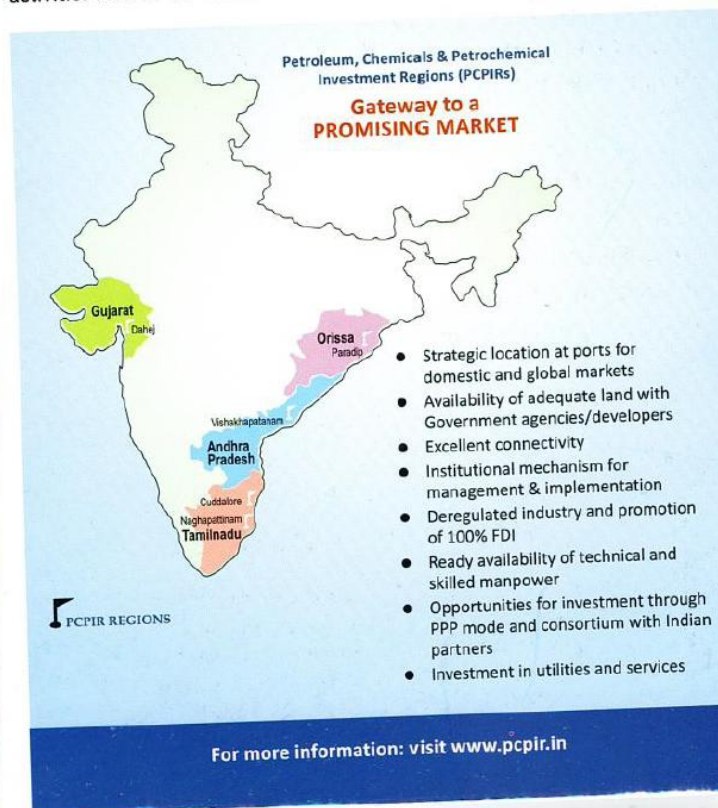 Petroleum, Chemicals & Petrochemical
Investment Regions (PCPIRs)
Gateway to a
PROMISING MARKET
Gujarat
Dahej
Orissa
Paradip
Vishakhapatanam
Andhra
Pradesh
Cuddalore
Naghapattinam
Tamilnadu
PCPIR REGIONS
● Strategic location at ports for
domestic and global markets
● Availability of adequate land with
Government agencies/developers
● Excellent connectivity
● Institutional mechanism for
management & implementation
● Deregulated industry and promotion
of 100% FDI
● Ready availability of technical and
skilled manpower
● Opportunities for investment through
PPP mode and consortium with Indian
partners
● Investment in utilities and services
For more information: visit www.pcpir.in